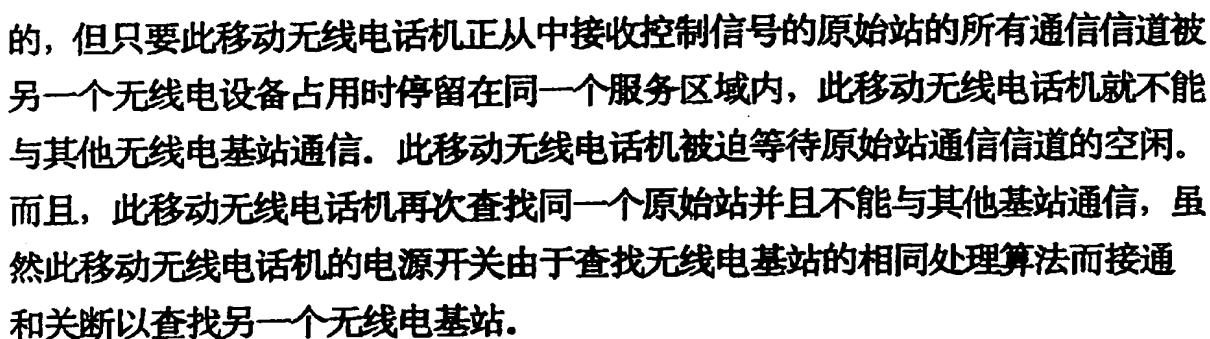 的，但只要此移动无线电话机正从中接收控制信号的原始站的所有通信信道被
另一个无线电设备占用时停留在同一个服务区域内，此移动无线电话机就不能
与其他无线电基站通信．此移动无线电话机被迫等待原始站通信信道的空闲．
而且，此移动无线电话机再次查找同一个原始站并且不能与其他基站通信，虽
然此移动无线电话机的电源开关由于查找无线电基站的相同处理算法而接通
和关断以查找另一个无线电基站．